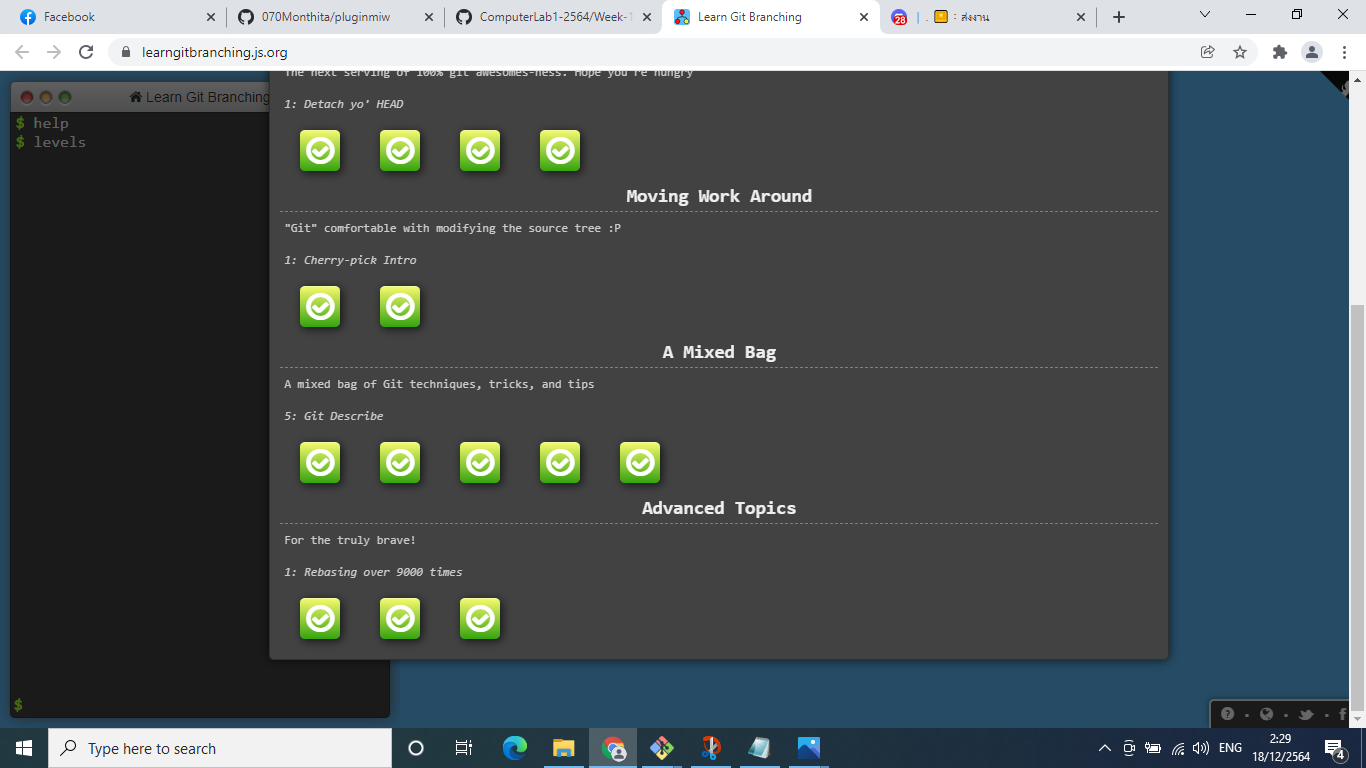 Facebook
070Monthita/pluginmiw
ComputerLab1-2564/Week-1
Learn Git Branching
28
| . : ส่งงาน
learngitbranching.js.org
The next serving of 100% git awesomes-ness. Hope you're hungry
Learn Git Branching
1: Detach yo' HEAD
$ help
$ levels
Moving Work Around
"Git" comfortable with modifying the source tree :P
1: Cherry-pick Intro
A Mixed Bag
A mixed bag of Git techniques, tricks, and tips
5: Git Describe
Advanced Topics
For the truly brave!
1: Rebasing over 9000 times
$
Type here to search
ENG
2:29
18/12/2564
4